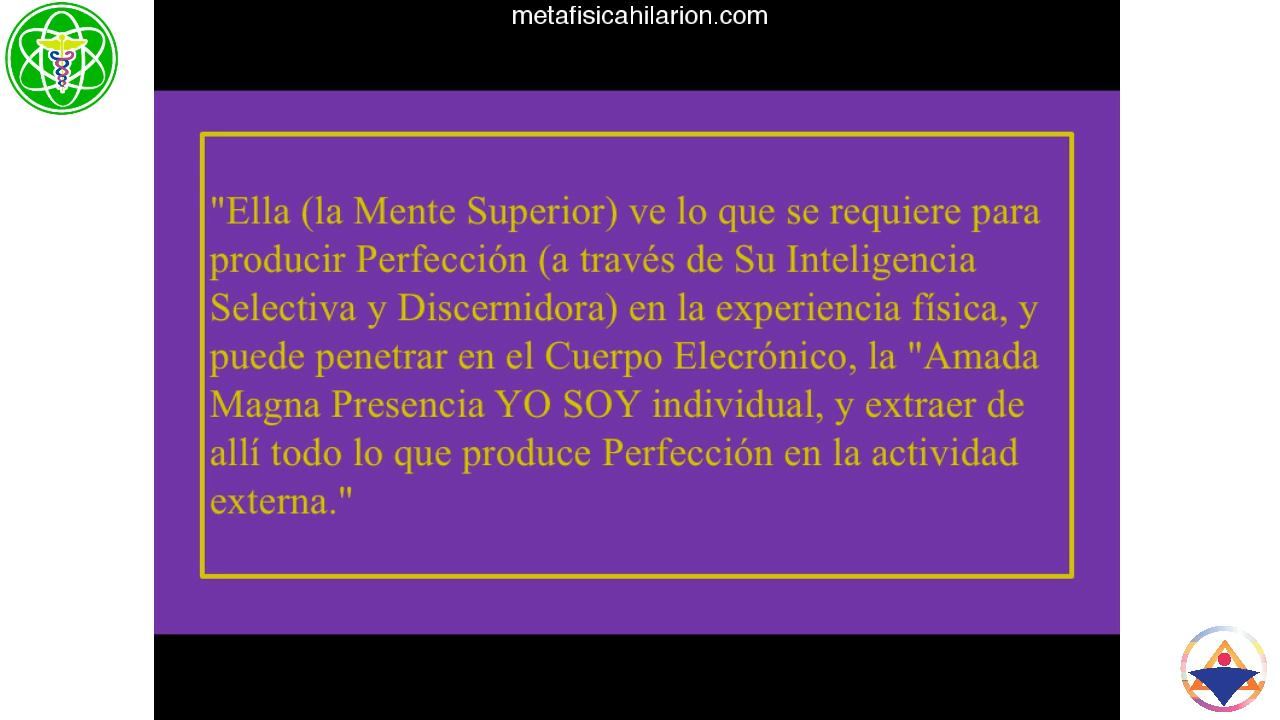 metafisicahilarion.com
"Ella (la Mente Superior) ve lo que se requiere para
producir Perfección (a través de Su Inteligencia
Selectiva y Discernidora) en la experiencia física, y
puede penetrar en el Cuerpo Elecrónico, la "Amada
Magna Presencia YO SOY individual, y extraer de
allí todo lo que produce Perfección en la actividad
externa."